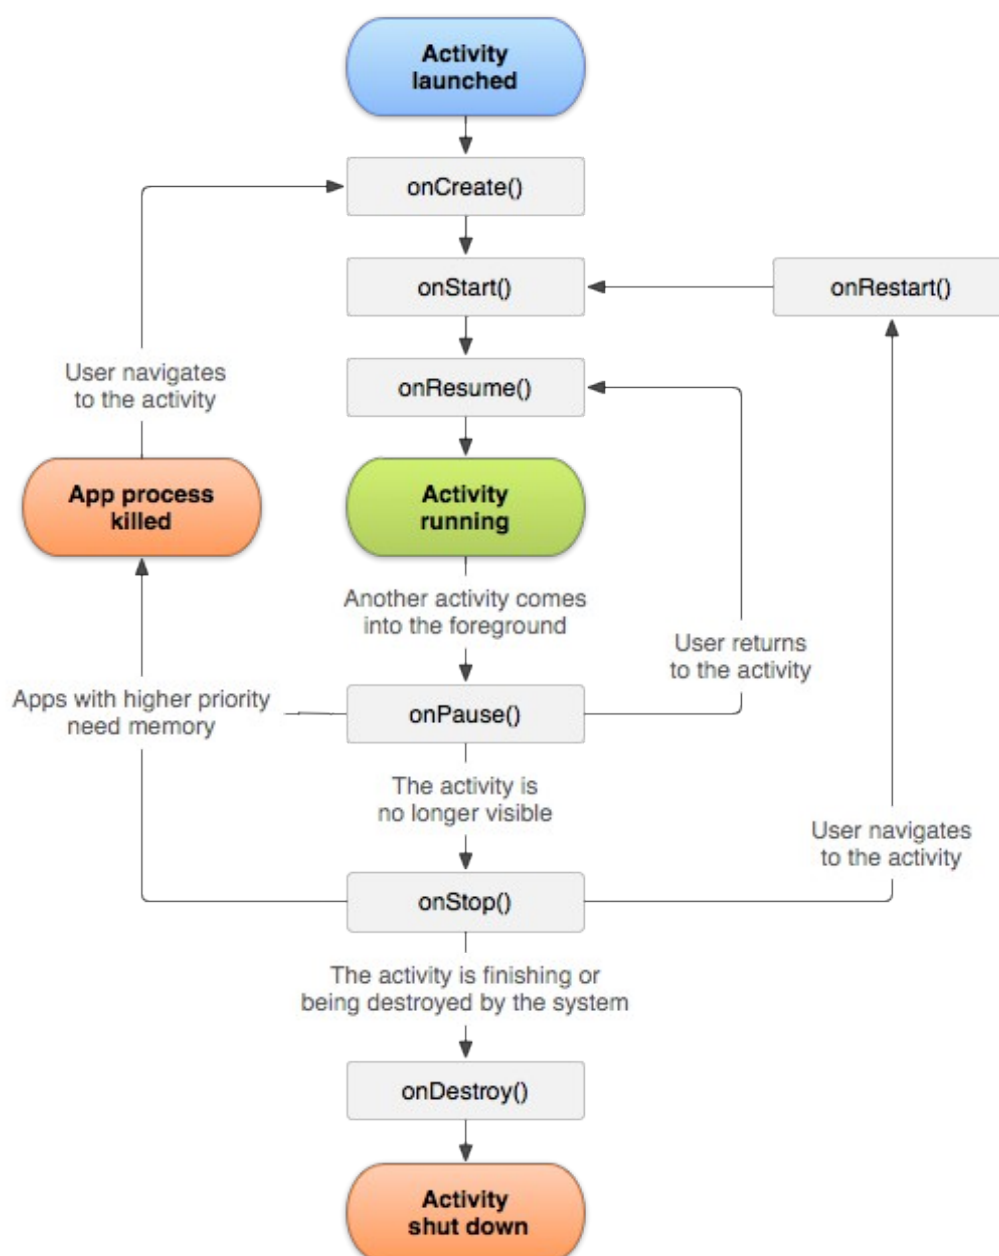 Activity
launched
onCreate()
onStart()
onRestart()
User navigates
to the activity
onResume()
App process
killed
Activity
running
Another activity comes
into the foreground
User returns
to the activity
Apps with higher priority
need memory
onPause()
The activity is
no longer visible
User navigates
to the activity
onStop()
The activity is finishing or
being destroyed by the system
onDestroy()
Activity
shut down